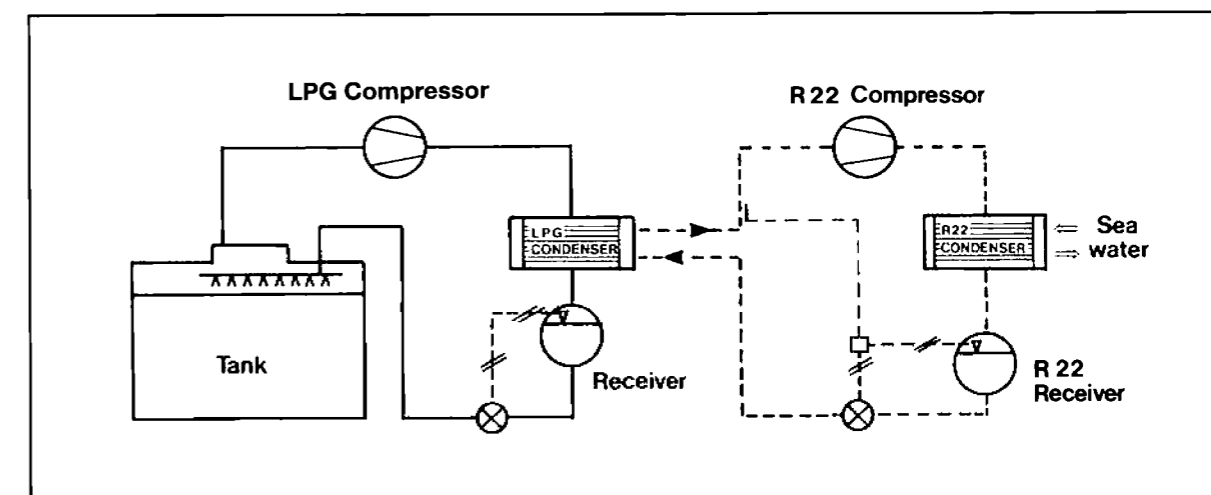 LPG Compressor
R 22 Compressor
LPG
CONDENSER
R22
CONDENSER
Sea
water
Tank
Receiver
R 22
Receiver